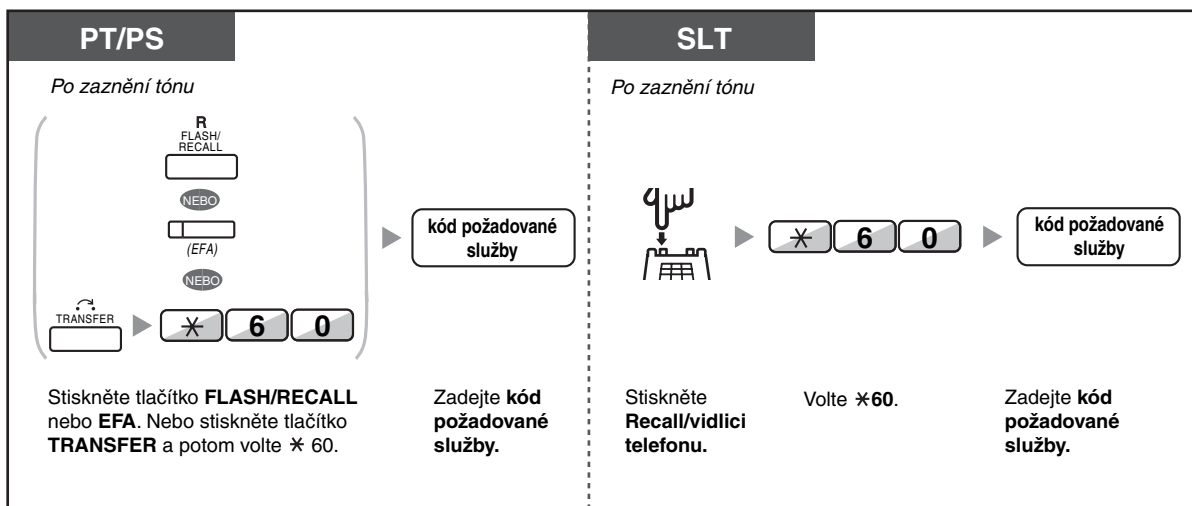 PT/PS
Po zaznění tónu
R
FLASH/
RECALL
NEBO
(EFA)
NEBO
TRANSFER
✳ 6 0
kód požadované
služby
Stiskněte tlačítko FLASH/RECALL
nebo EFA. Nebo stiskněte tlačítko
TRANSFER a potom volte ✳ 60.
Zadejte kód
požadované
služby.
SLT
Po zaznění tónu
✳ 6 0
kód požadované
služby
Stiskněte
Recall/vidlici
telefonu.
Volte ✳60.
Zadejte kód
požadované
služby.